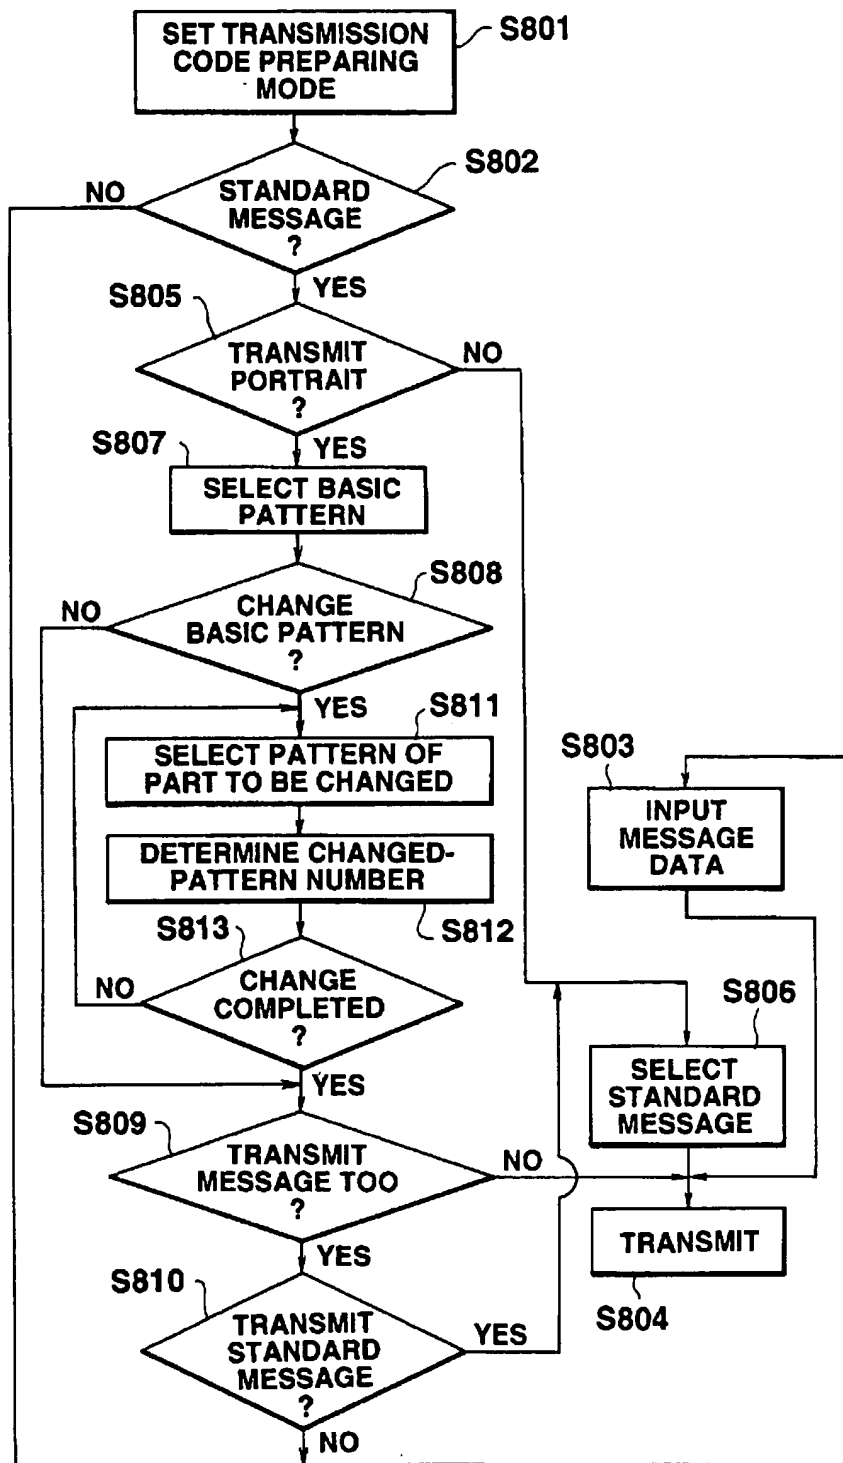 SET TRANSMISSION
CODE PREPARING
MODE
S801
S802
NO
STANDARD
MESSAGE
?
YES
S805
TRANSMIT
PORTRAIT
?
NO
YES
S807
SELECT BASIC
PATTERN
S808
NO
CHANGE
BASIC PATTERN
?
YES
S811
SELECT PATTERN OF
PART TO BE CHANGED
DETERMINE CHANGED-
PATTERN NUMBER
S812
S813
NO
CHANGE
COMPLETED
?
YES
S803
INPUT
MESSAGE
DATA
S806
SELECT
STANDARD
MESSAGE
S809
TRANSMIT
MESSAGE TOO
?
NO
YES
TRANSMIT
S804
S810
TRANSMIT
STANDARD
MESSAGE
?
YES
NO